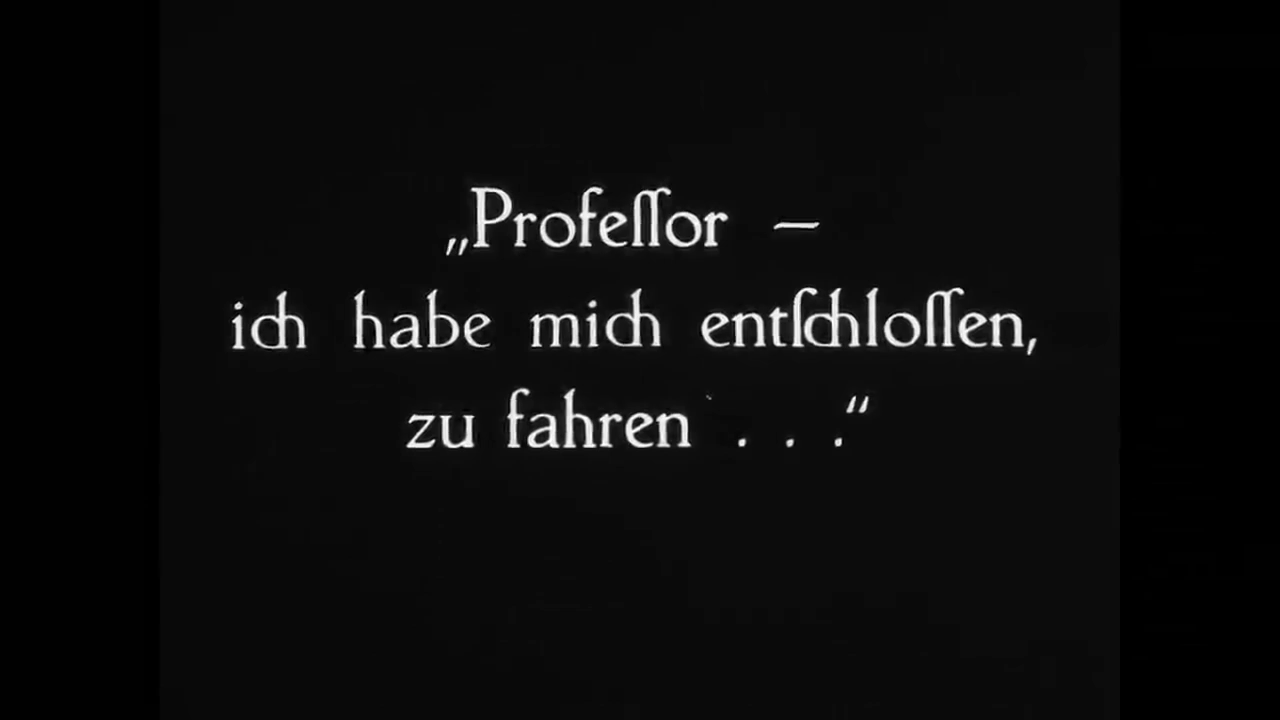 „Profeſſor —
ich habe mich entſchloſſen,
zu fahren . . .“